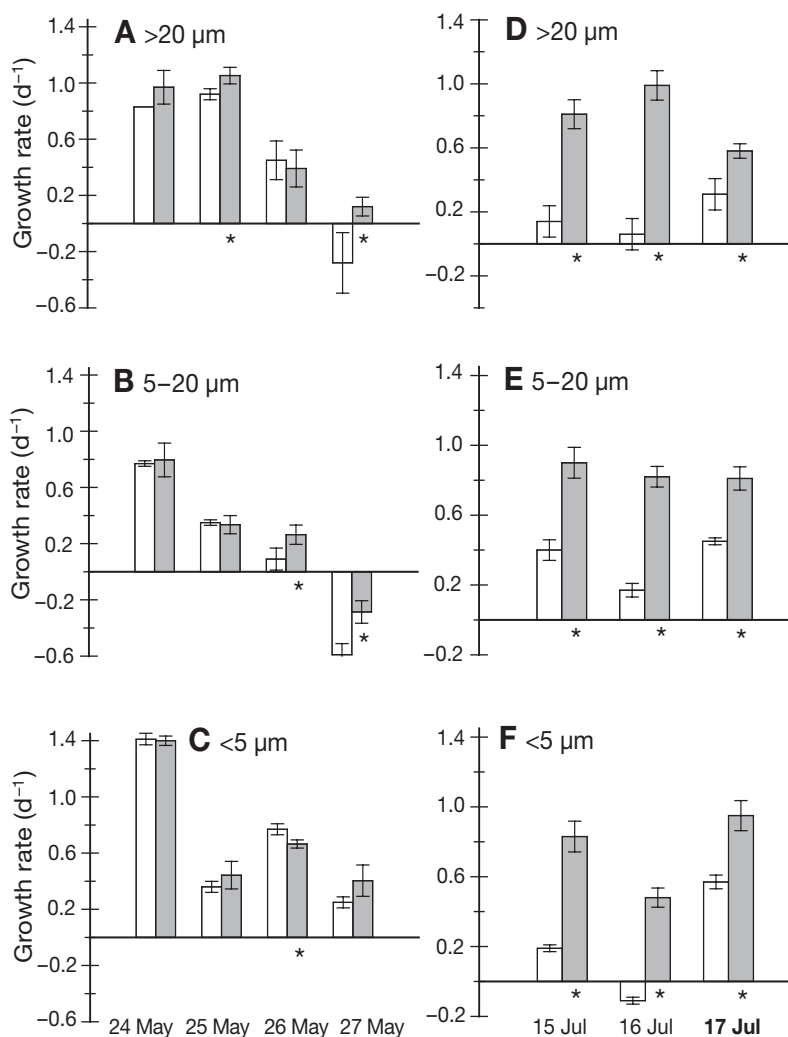 A >20 µm
Growth rate (d⁻¹)
1.4
1.0
0.6
0.2
−0.2
−0.6
*
*
D >20 µm
1.4
1.0
0.6
0.2
−0.2
*
*
*
B 5–20 µm
Growth rate (d⁻¹)
1.4
1.0
0.6
0.2
−0.2
−0.6
*
*
E 5–20 µm
1.4
1.0
0.6
0.2
−0.2
*
*
*
C <5 µm
Growth rate (d⁻¹)
1.4
1.0
0.6
0.2
−0.2
−0.6
*
24 May
25 May
26 May
27 May
F <5 µm
1.4
1.0
0.6
0.2
−0.2
*
*
*
15 Jul
16 Jul
17 Jul